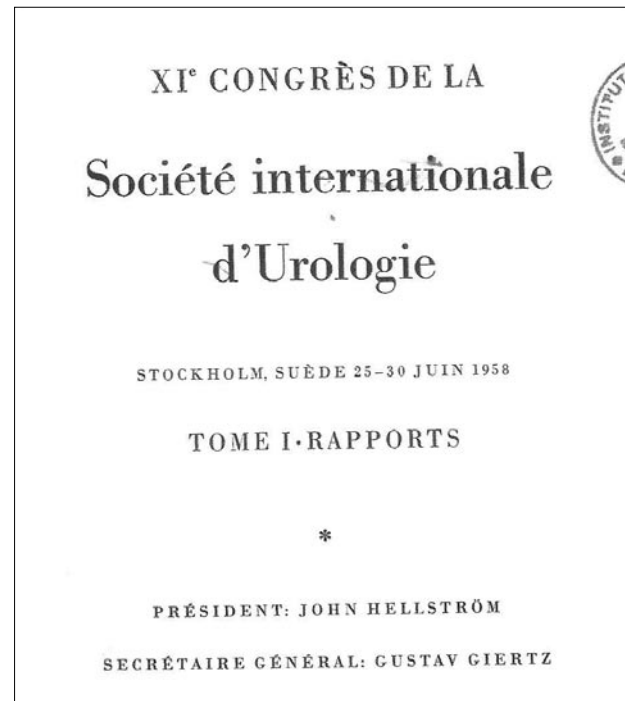 XIᵉ CONGRÈS DE LA
Société internationale
d'Urologie
STOCKHOLM, SUÈDE 25–30 JUIN 1958
TOME I·RAPPORTS
*
PRÉSIDENT: JOHN HELLSTRÖM
SECRÉTAIRE GÉNÉRAL: GUSTAV GIERTZ